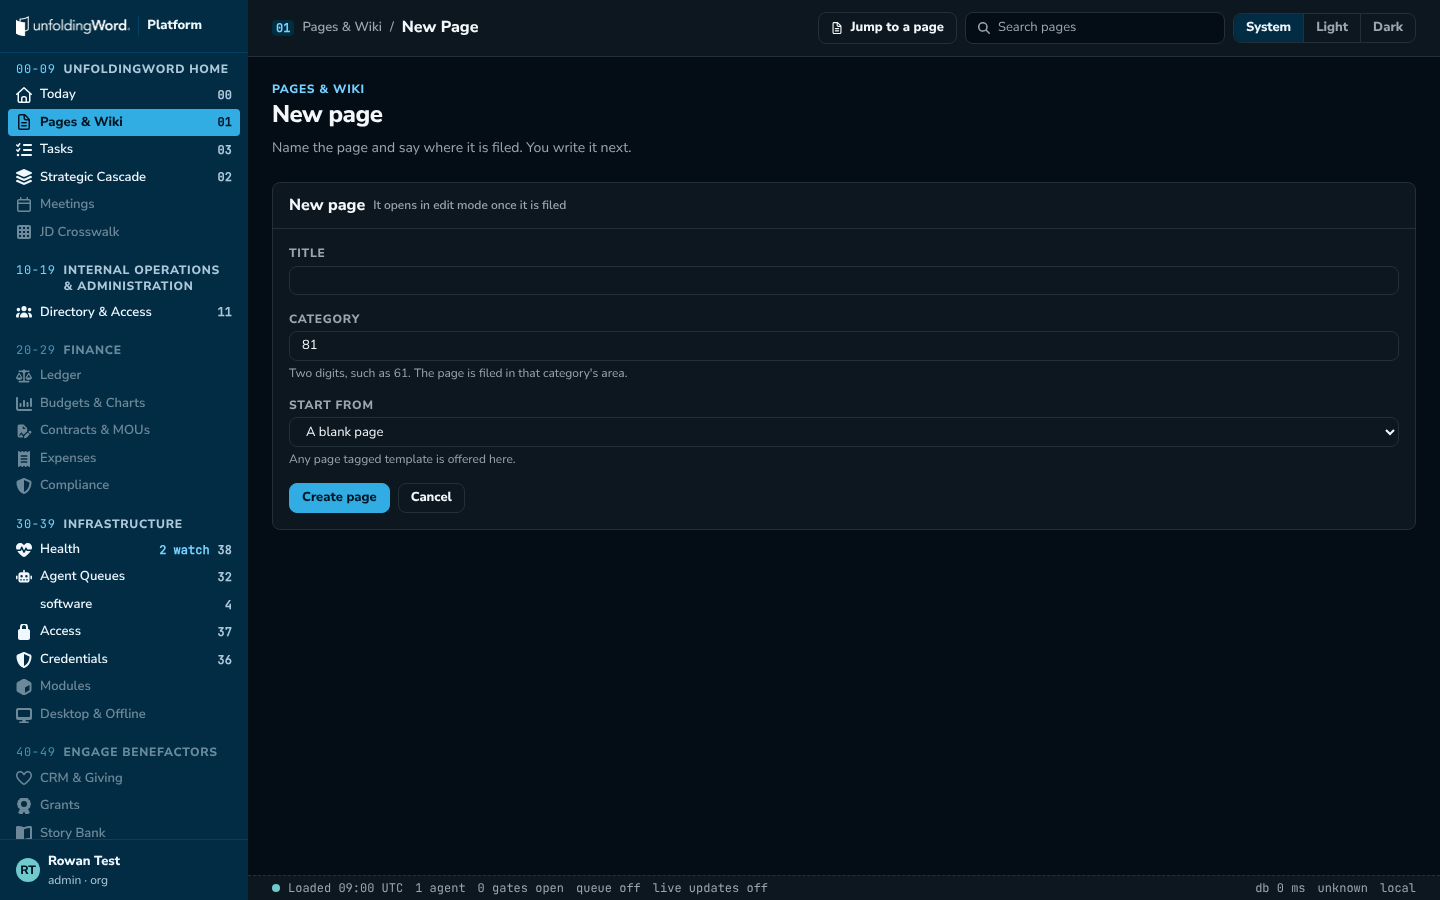 unfoldingWord® Platform
00-09 UNFOLDINGWORD HOME
Today 00
Pages & Wiki 01
Tasks 03
Strategic Cascade 02
Meetings
JD Crosswalk
10-19 INTERNAL OPERATIONS
& ADMINISTRATION
Directory & Access 11
20-29 FINANCE
Ledger
Budgets & Charts
Contracts & MOUs
Expenses
Compliance
30-39 INFRASTRUCTURE
Health 2 watch 38
Agent Queues 32
software 4
Access 37
Credentials 36
Modules
Desktop & Offline
40-49 ENGAGE BENEFACTORS
CRM & Giving
Grants
Story Bank
RT Rowan Test
admin · org
01 Pages & Wiki / New Page
Jump to a page
Search pages
System Light Dark
PAGES & WIKI
New page
Name the page and say where it is filed. You write it next.
New page It opens in edit mode once it is filed
TITLE
CATEGORY
81
Two digits, such as 61. The page is filed in that category's area.
START FROM
A blank page
Any page tagged template is offered here.
Create page Cancel
Loaded 09:00 UTC 1 agent 0 gates open queue off live updates off
db 0 ms unknown local